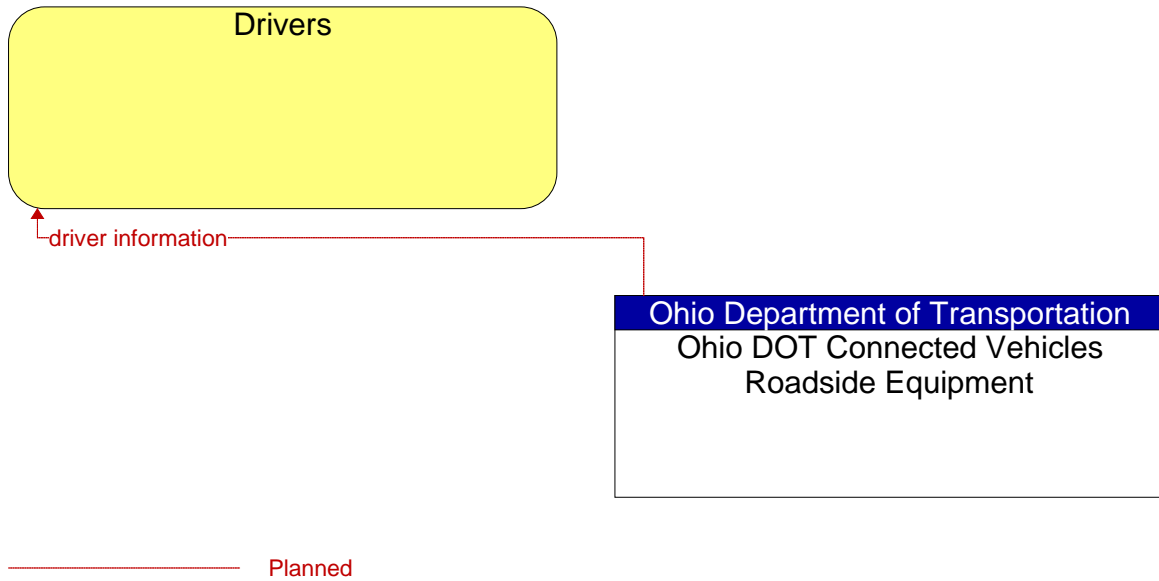 Drivers
driver information
Ohio Department of Transportation
Ohio DOT Connected Vehicles
Roadside Equipment
Planned